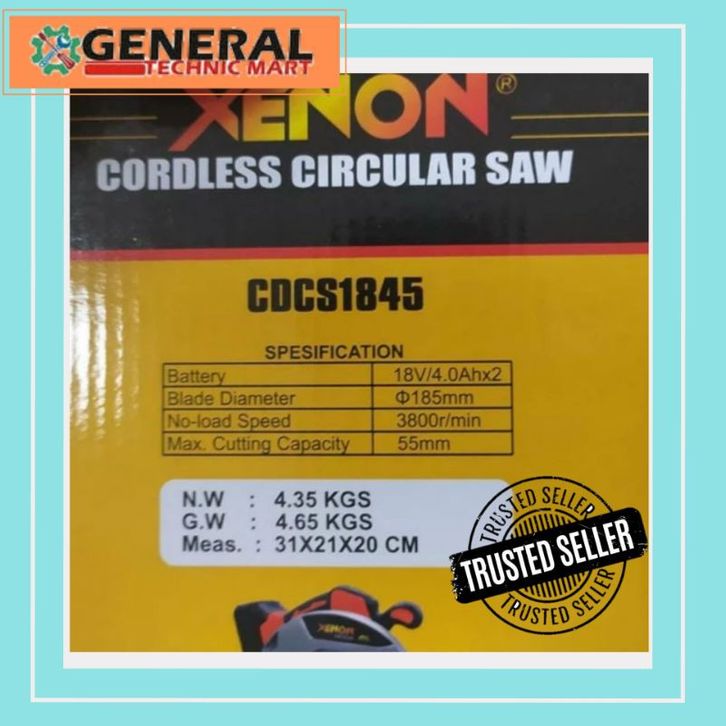 GENERAL
TECHNIC MART
XENON®
CORDLESS CIRCULAR SAW
CDCS1845
SPESIFICATION
Battery 18V/4.0Ahx2
Blade Diameter Φ185mm
No-load Speed 3800r/min
Max. Cutting Capacity 55mm
N.W : 4.35 KGS
G.W : 4.65 KGS
Meas. : 31X21X20 CM
TRUSTED SELLER
TRUSTED SELLER
TRUSTED SELLER
XENON